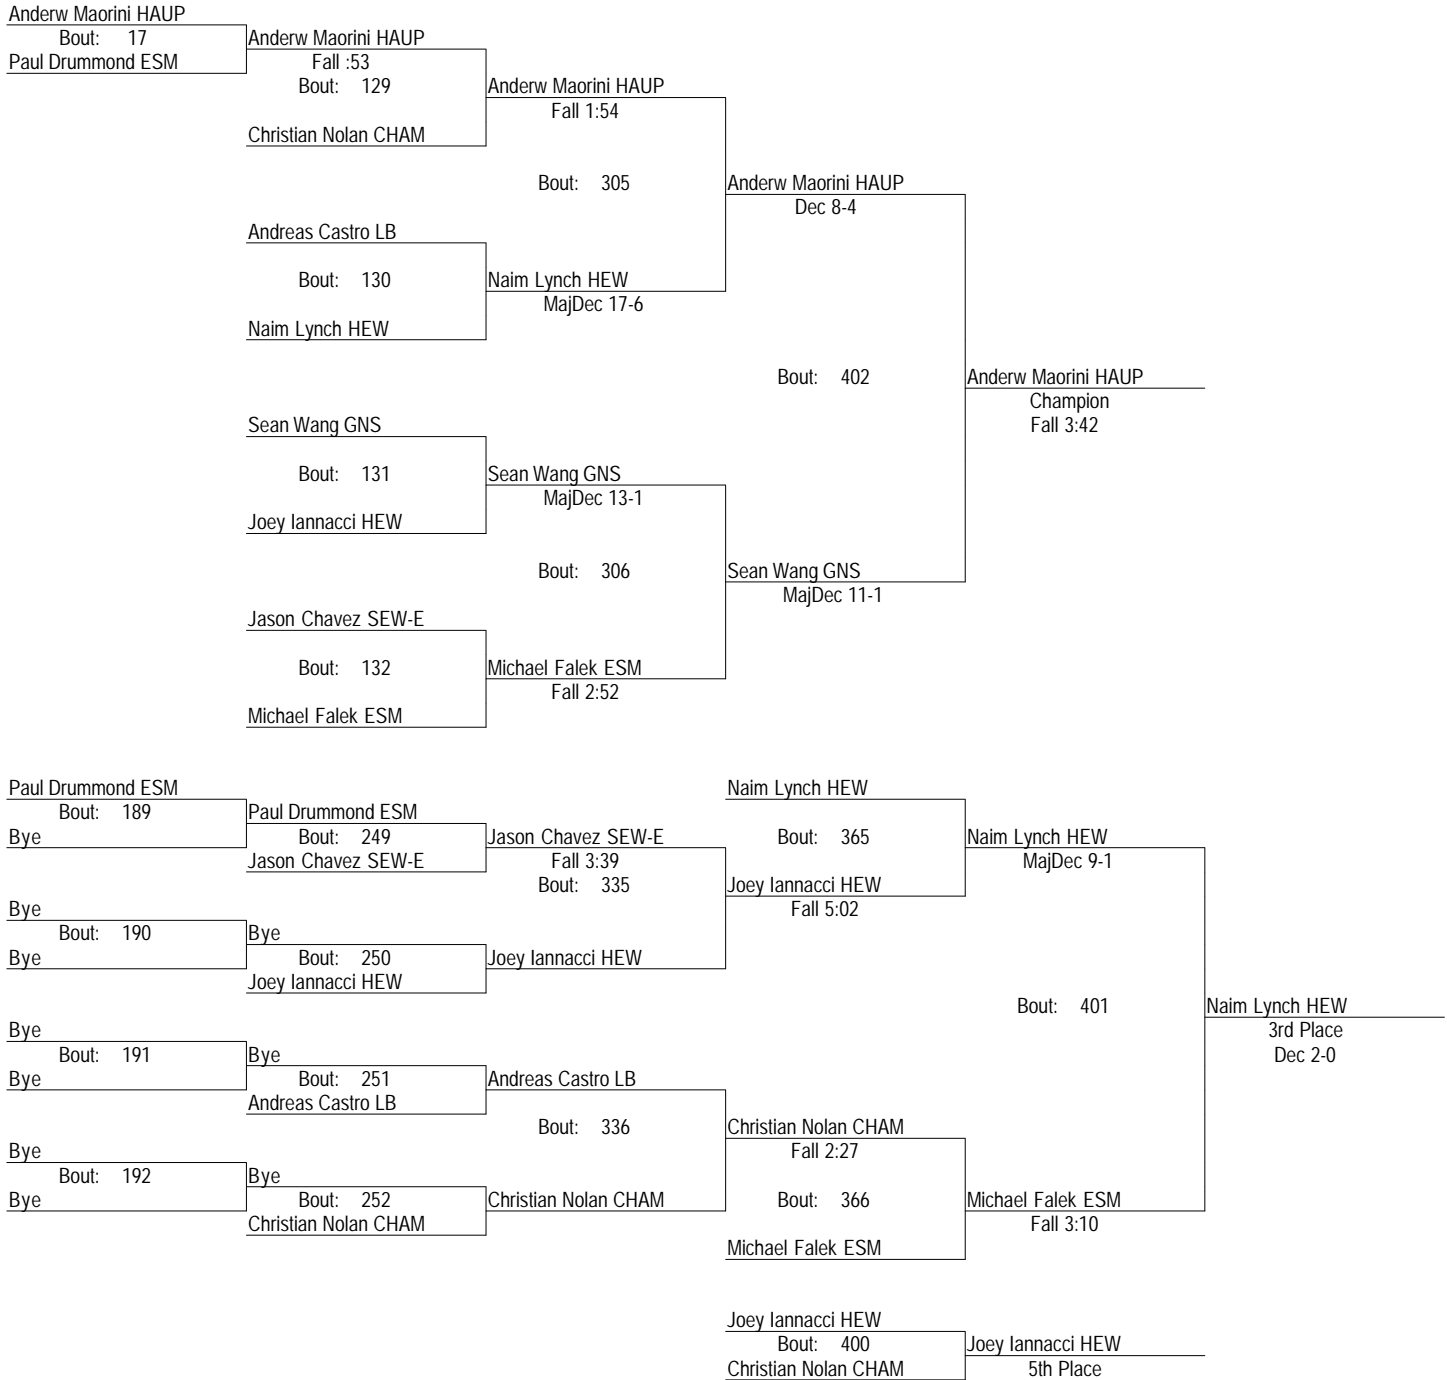 Anderw Maorini HAUP
Bout: 17
Anderw Maorini HAUP
Paul Drummond ESM
Fall :53
Bout: 129
Anderw Maorini HAUP
Fall 1:54
Christian Nolan CHAM
Bout: 305
Anderw Maorini HAUP
Dec 8-4
Andreas Castro LB
Bout: 130
Naim Lynch HEW
MajDec 17-6
Naim Lynch HEW
Bout: 402
Anderw Maorini HAUP
Champion
Fall 3:42
Sean Wang GNS
Bout: 131
Sean Wang GNS
MajDec 13-1
Joey Iannacci HEW
Bout: 306
Sean Wang GNS
MajDec 11-1
Jason Chavez SEW-E
Bout: 132
Michael Falek ESM
Fall 2:52
Michael Falek ESM
Paul Drummond ESM
Naim Lynch HEW
Bout: 189
Paul Drummond ESM
Bye
Bout: 249
Jason Chavez SEW-E
Bout: 365
Naim Lynch HEW
Jason Chavez SEW-E
Fall 3:39
MajDec 9-1
Bout: 335
Joey Iannacci HEW
Bye
Fall 5:02
Bout: 190
Bye
Bye
Bout: 250
Joey Iannacci HEW
Joey Iannacci HEW
Bout: 401
Naim Lynch HEW
3rd Place
Dec 2-0
Bye
Bout: 191
Bye
Bye
Bout: 251
Andreas Castro LB
Andreas Castro LB
Bout: 336
Christian Nolan CHAM
Fall 2:27
Bye
Bout: 192
Bye
Bye
Bout: 252
Christian Nolan CHAM
Bout: 366
Michael Falek ESM
Christian Nolan CHAM
Fall 3:10
Michael Falek ESM
Joey Iannacci HEW
Bout: 400
Joey Iannacci HEW
Christian Nolan CHAM
5th Place